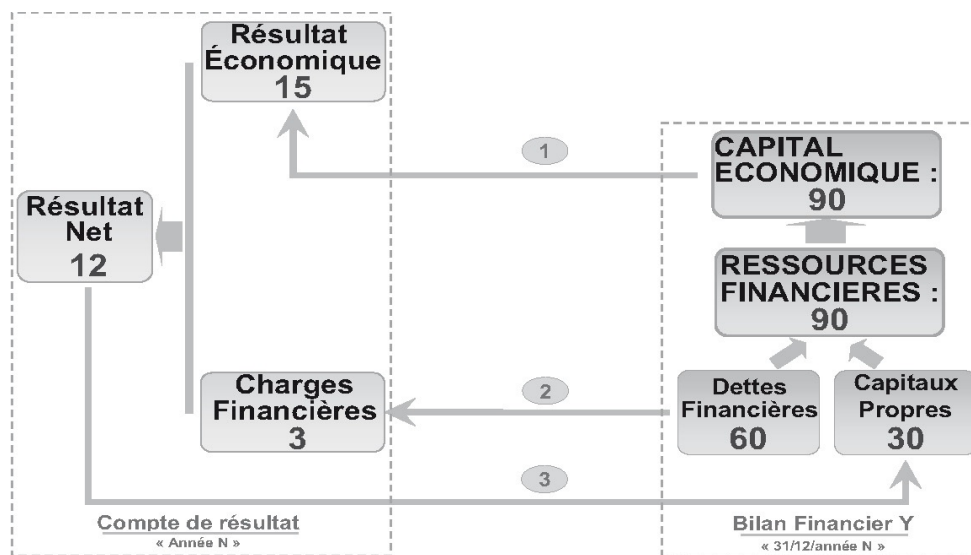 Résultat
Économique
15
1
CAPITAL
ECONOMIQUE :
90
Résultat
Net
12
RESSOURCES
FINANCIERES :
90
Charges
Financières
3
2
Dettes
Financières
60
Capitaux
Propres
30
3
Compte de résultat
« Année N »
Bilan Financier Y
« 31/12/année N »